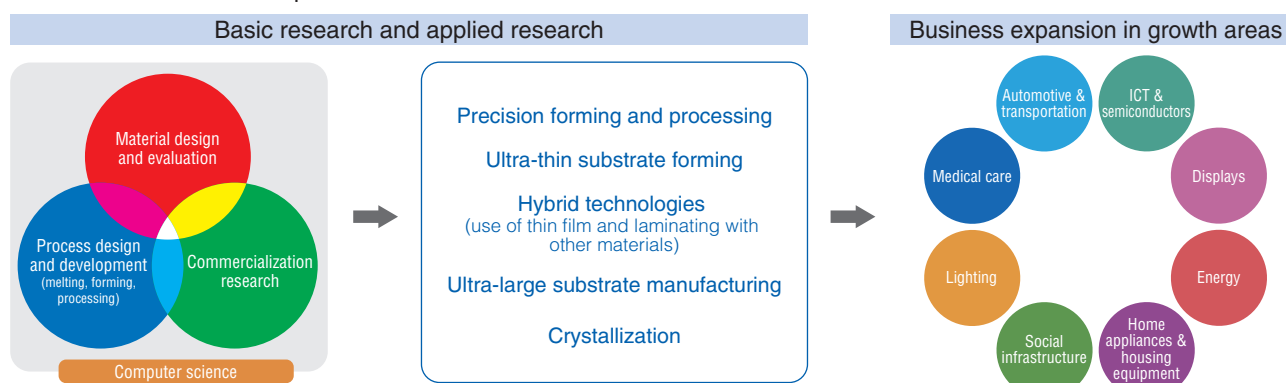 Basic research and applied research
Business expansion in growth areas
Material design
and evaluation
Process design
and development
(melting, forming,
processing)
Commercialization
research
Computer science
Precision forming and processing
Ultra-thin substrate forming
Hybrid technologies
(use of thin film and laminating with
other materials)
Ultra-large substrate manufacturing
Crystallization
Automotive &
transportation
ICT &
semiconductors
Medical care
Displays
Lighting
Energy
Social
infrastructure
Home
appliances &
housing
equipment